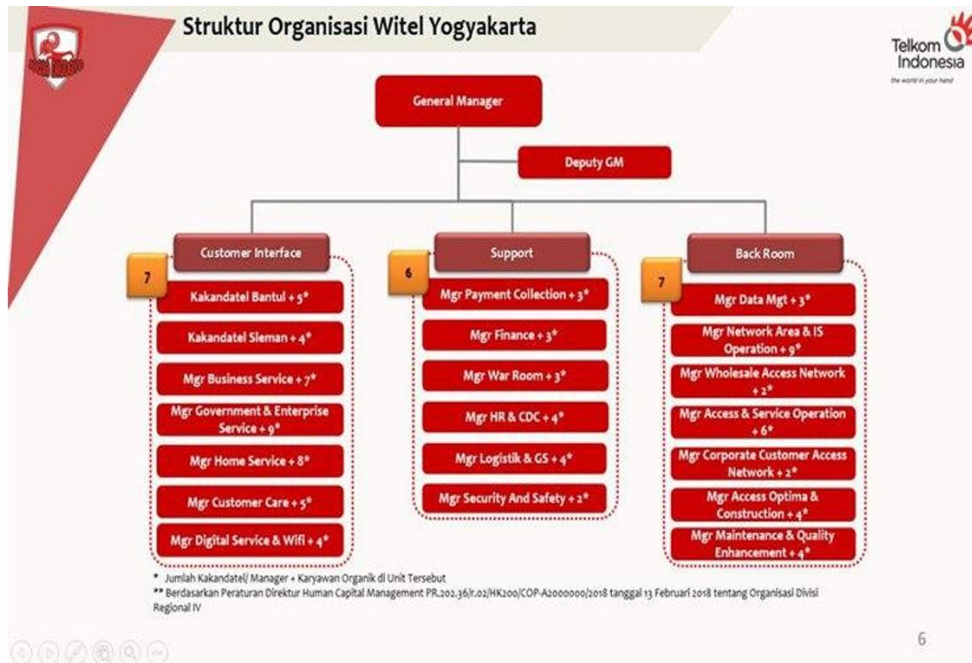 Struktur Organisasi Witel Yogyakarta
Telkom
Indonesia
the world in your hand
General Manager
Deputy GM
Customer Interface
7
Kakandatel Bantul + 5*
Kakandatel Sleman + 4*
Mgr Business Service + 7*
Mgr Government & Enterprise
Service + 9*
Mgr Home Service + 8*
Mgr Customer Care + 5*
Mgr Digital Service & Wifi + 4*
Support
6
Mgr Payment Collection + 3*
Mgr Finance + 3*
Mgr War Room + 3*
Mgr HR & CDC + 4*
Mgr Logistik & GS + 4*
Mgr Security And Safety + 2*
Back Room
7
Mgr Data Mgt + 3*
Mgr Network Area & IS
Operation + 9*
Mgr Wholesale Access Network
+ 2*
Mgr Access & Service Operation
+ 6*
Mgr Corporate Customer Access
Network + 2*
Mgr Access Optima &
Construction + 4*
Mgr Maintenance & Quality
Enhancement + 4*
* Jumlah Kakandatel/ Manager + Karyawan Organik di Unit Tersebut
** Berdasarkan Peraturan Direktur Human Capital Management PR.202.36/r.02/HK200/COP-A2000000/2018 tanggal 13 Februari 2018 tentang Organisasi Divisi
Regional IV
6